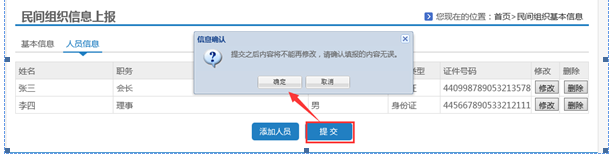 民间组织信息上报
您现在的位置：首页>民间组织基本信息
基本信息 人员信息
信息确认
提交之后内容将不能再修改，请确认填报的内容无误。
确定 取消
姓名 职务 类型 证件号码 修改 删除
张三 会长 证 440998789053213578 修改 删除
李四 理事 男 身份证 445667890533212111 修改 删除
添加人员 提 交